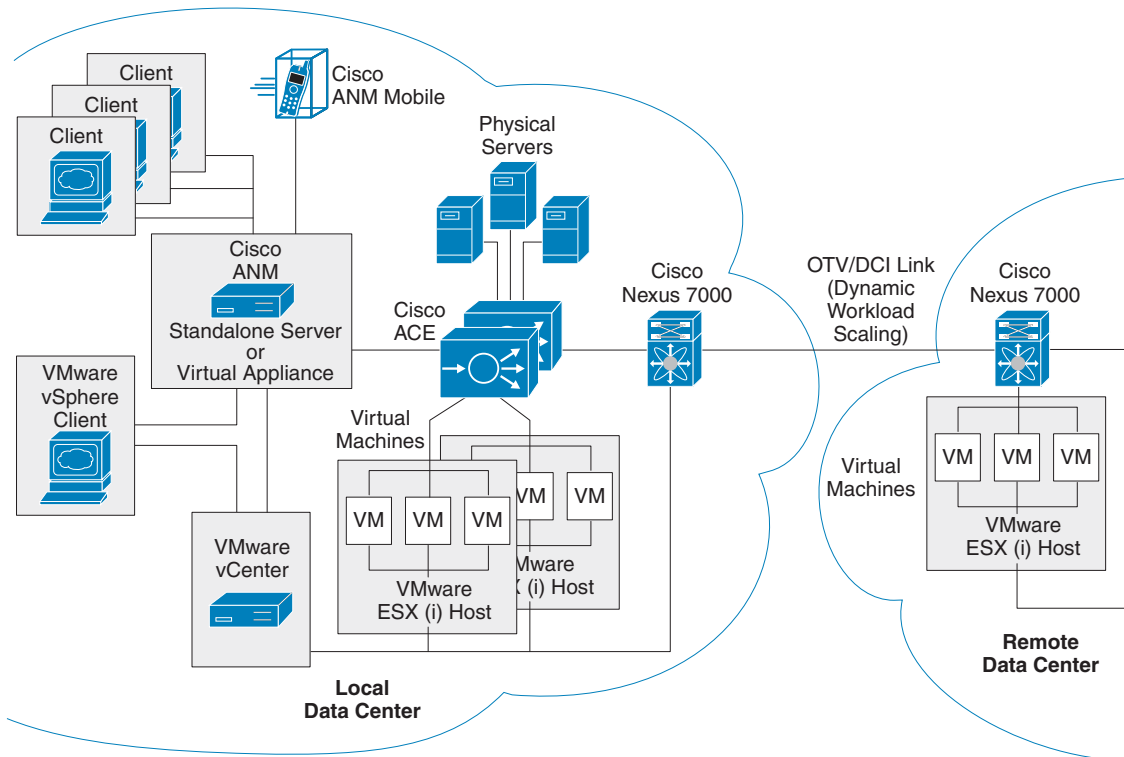 Client
Client
Client
Cisco
ANM Mobile
Physical
Servers
Cisco
ANM
Standalone Server
or
Virtual Appliance
Cisco
ACE
Cisco
Nexus 7000
OTV/DCI Link
(Dynamic
Workload
Scaling)
Cisco
Nexus 7000
VMware
vSphere
Client
Virtual
Machines
VM
VM
VM
VM
VM
VMware
ESX (i) Host
Mware
X (i) Host
VMware
vCenter
Virtual
Machines
VM
VM
VM
VMware
ESX (i) Host
Local
Data Center
Remote
Data Center